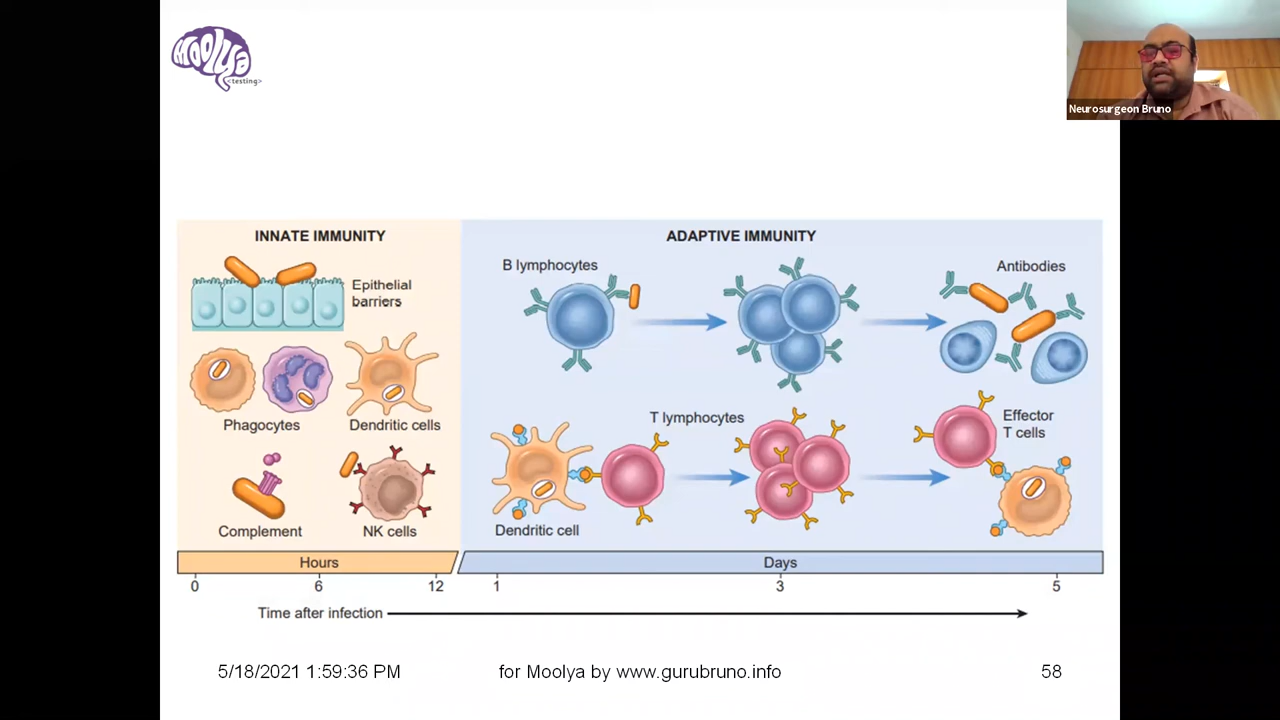 Moolya
<testing>
Neurosurgeon Bruno
INNATE IMMUNITY
ADAPTIVE IMMUNITY
Epithelial
barriers
B lymphocytes
Antibodies
Phagocytes
Dendritic cells
T lymphocytes
Effector
T cells
Complement
NK cells
Dendritic cell
Hours
Days
0
6
12
1
3
5
Time after infection
5/18/2021 1:59:36 PM
for Moolya by www.gurubruno.info
58